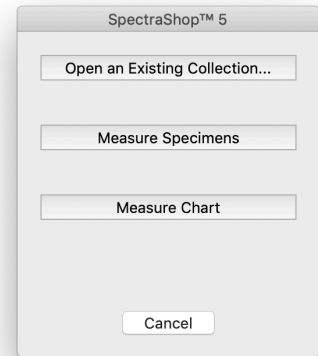 SpectraShop™ 5
Open an Existing Collection...
Measure Specimens
Measure Chart
Cancel